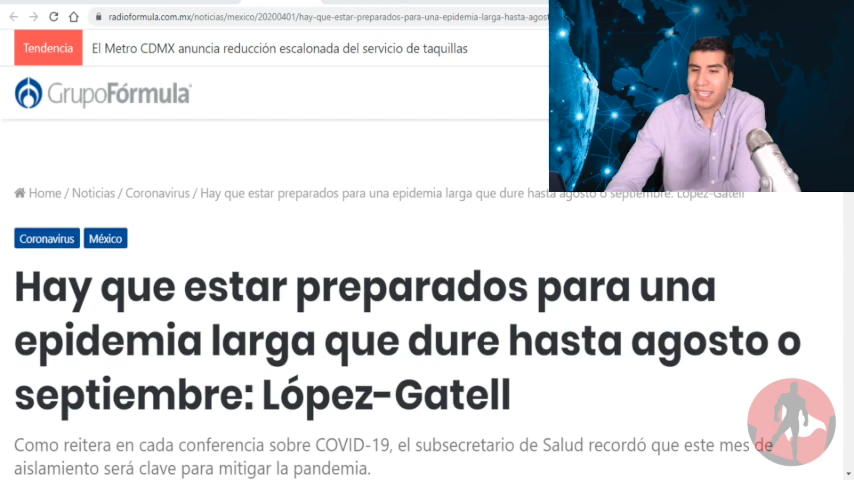 radioformula.com.mx/noticias/mexico/20200401/hay-que-estar-preparados-para-una-epidemia-larga-hasta-agost
Tendencia
El Metro CDMX anuncia reducción escalonada del servicio de taquillas
GrupoFórmula
Home / Noticias / Coronavirus / Hay que estar preparados para una epidemia larga que dure hasta agosto o septiembre: López-Gatell
Coronavirus México
Hay que estar preparados para una
epidemia larga que dure hasta agosto o
septiembre: López-Gatell
Como reitera en cada conferencia sobre COVID-19, el subsecretario de Salud recordó que este mes de
aislamiento será clave para mitigar la pandemia.